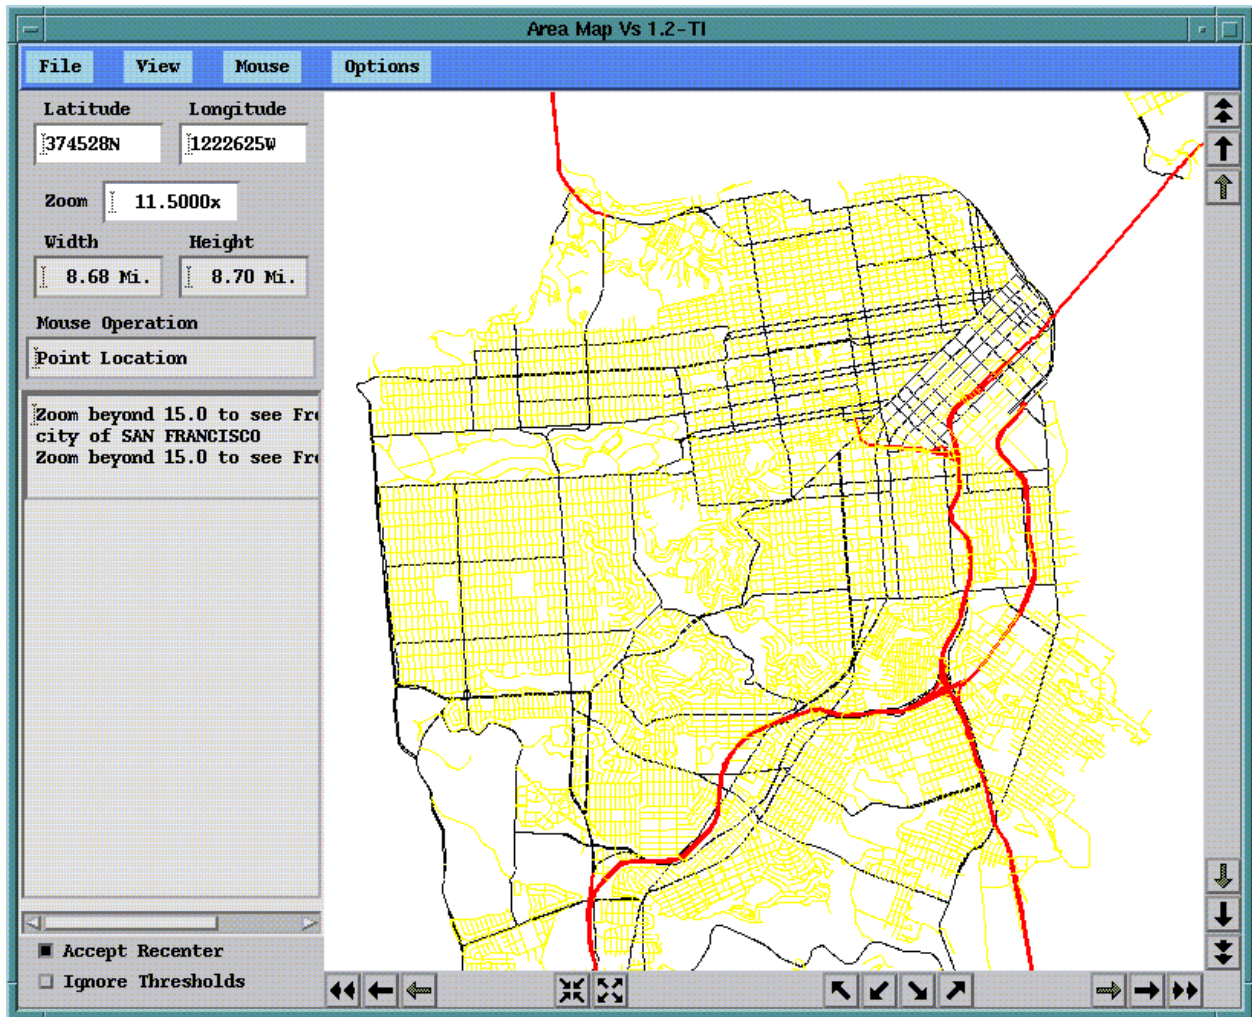 Area Map Vs 1.2-TI
File View Mouse Options
Latitude Longitude
374528N 1222625W
Zoom 11.5000x
Width Height
8.68 Mi. 8.70 Mi.
Mouse Operation
Point Location
Zoom beyond 15.0 to see Fre
city of SAN FRANCISCO
Zoom beyond 15.0 to see Fre
Accept Recenter
Ignore Thresholds